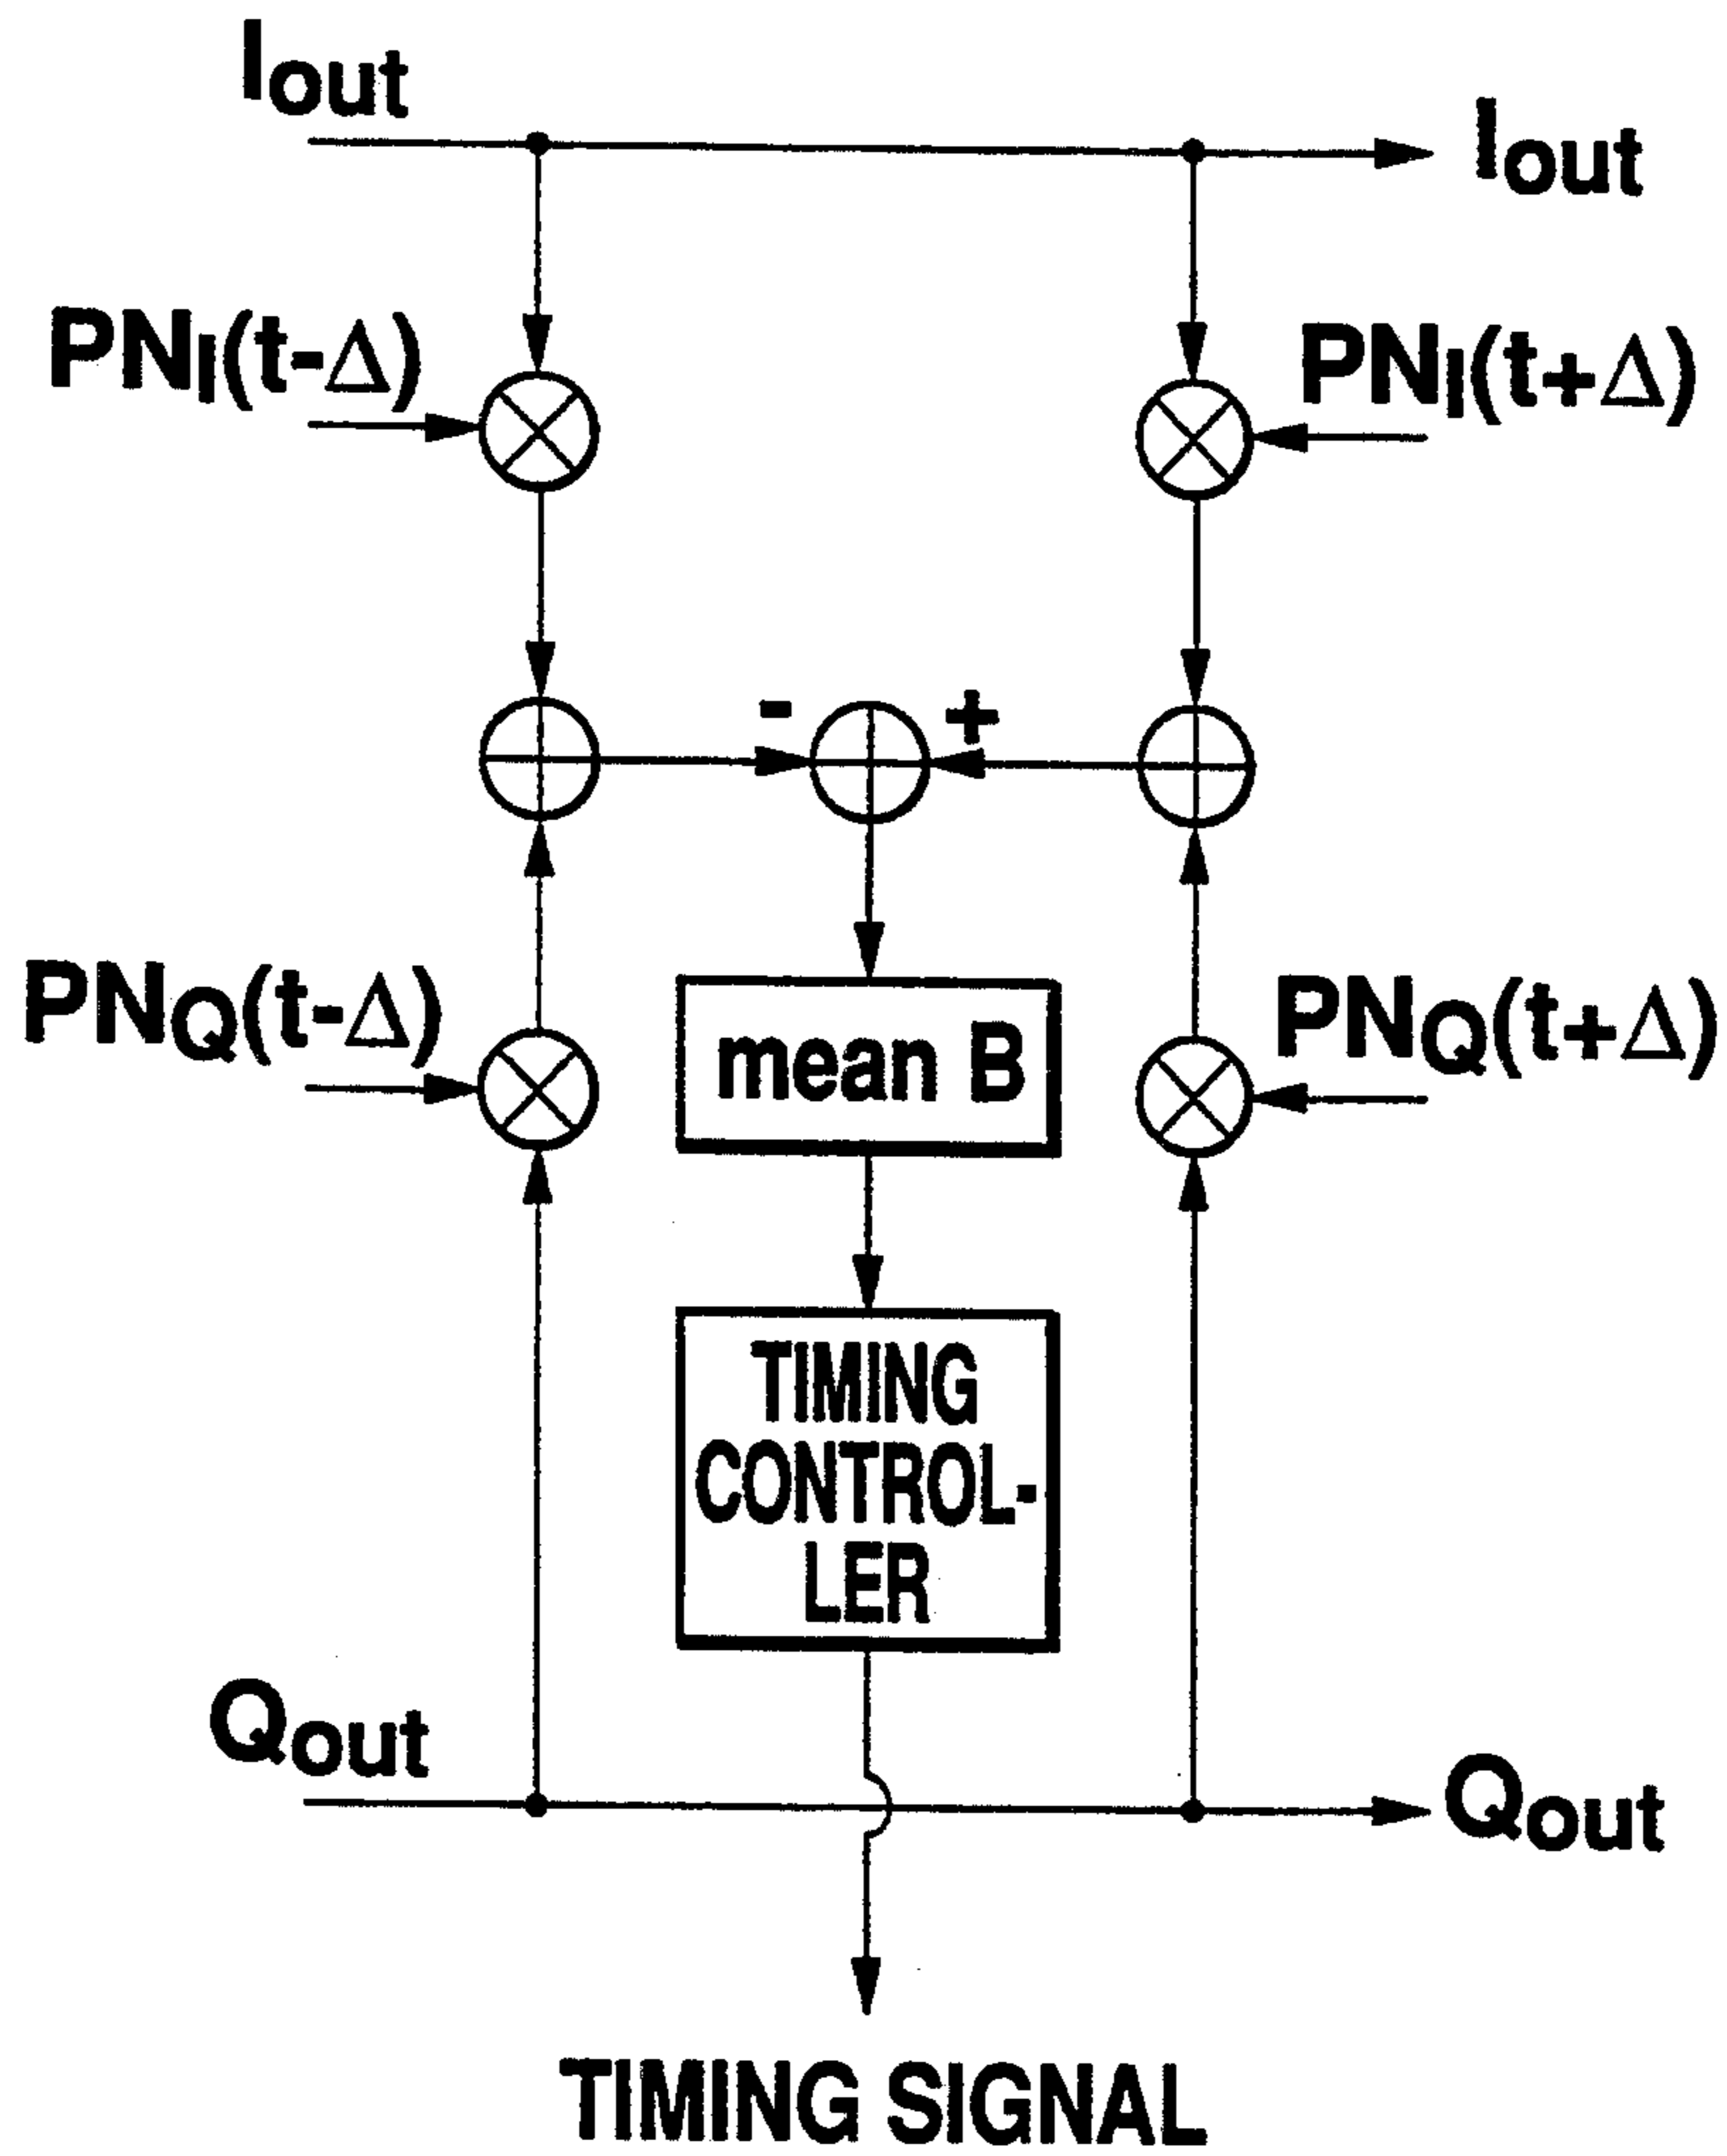 Iout
Iout
PNI(t-Δ)
PNI(t+Δ)
- +
PNQ(t-Δ)
PNQ(t+Δ)
mean B
TIMING
CONTROL-
LER
Qout
Qout
TIMING SIGNAL